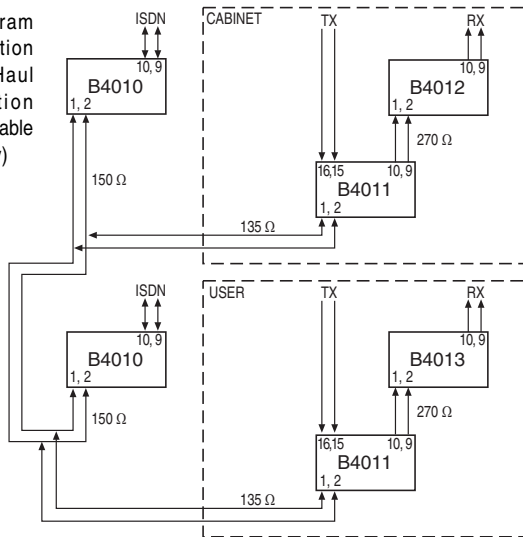 ram
tion
Haul
tion
able
)
ISDN
10, 9
B4010
1, 2
150 Ω
CABINET
TX
RX
10, 9
B4012
1, 2
270 Ω
16,15
10, 9
B4011
1, 2
135 Ω
ISDN
10, 9
B4010
1, 2
150 Ω
USER
TX
RX
10, 9
B4013
1, 2
270 Ω
16,15
10, 9
B4011
1, 2
135 Ω